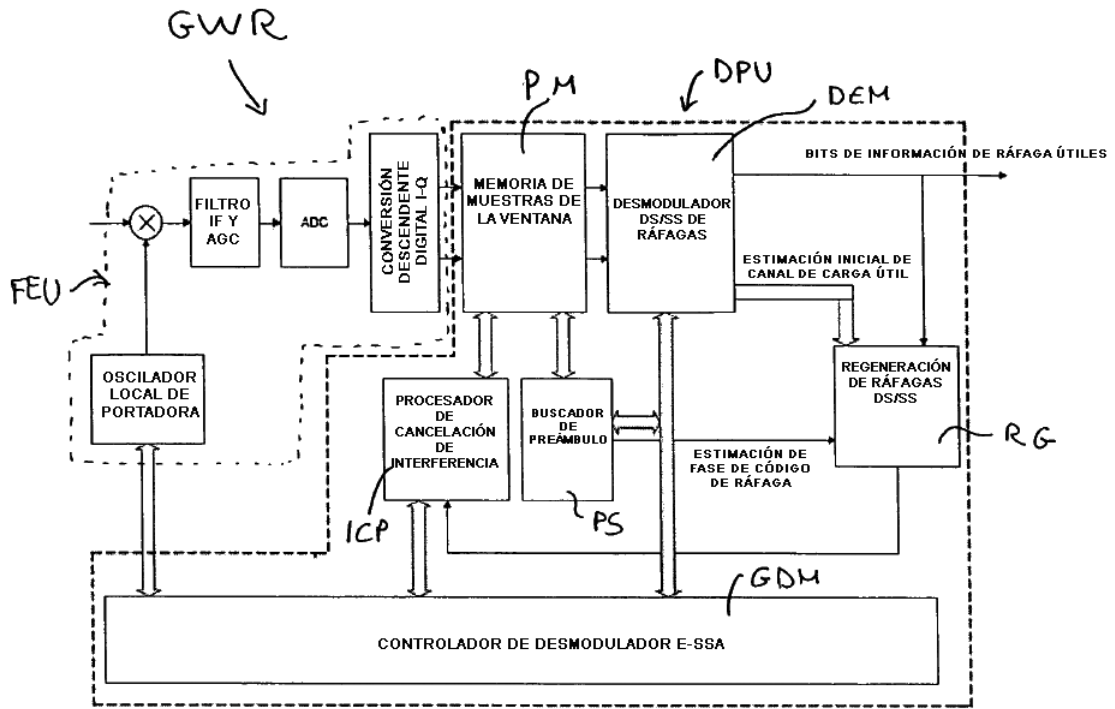 GWR
PM
DPU
DEM
BITS DE INFORMACIÓN DE RÁFAGA ÚTILES
FILTRO
IF Y
AGC
ADC
CONVERSIÓN
DESCENDENTE
DIGITAL I-Q
MEMORIA DE
MUESTRAS DE
LA VENTANA
DESMODULADOR
DS/SS DE
RÁFAGAS
ESTIMACIÓN INICIAL DE
CANAL DE CARGA ÚTIL
FEU
OSCILADOR
LOCAL DE
PORTADORA
PROCESADOR
DE
CANCELACIÓN
DE
INTERFERENCIA
BUSCADOR
DE
PREÁMBULO
REGENERACIÓN
DE RÁFAGAS
DS/SS
RG
ESTIMACIÓN DE
FASE DE CÓDIGO
DE RÁFAGA
ICP
PS
GDM
CONTROLADOR DE DESMODULADOR E-SSA